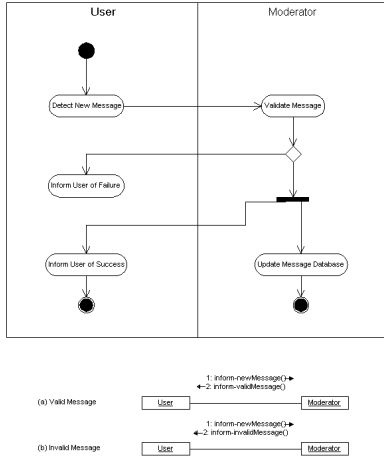 User
Moderator
Detect New Message
Validate Message
Inform User of Failure
Inform User of Success
Update Message Database
1: inform-newMessage()
2: inform-validMessage()
(a) Valid Message
User
Moderator
1: inform-newMessage()
2: inform-invalidMessage()
(b) Invalid Message
User
Moderator